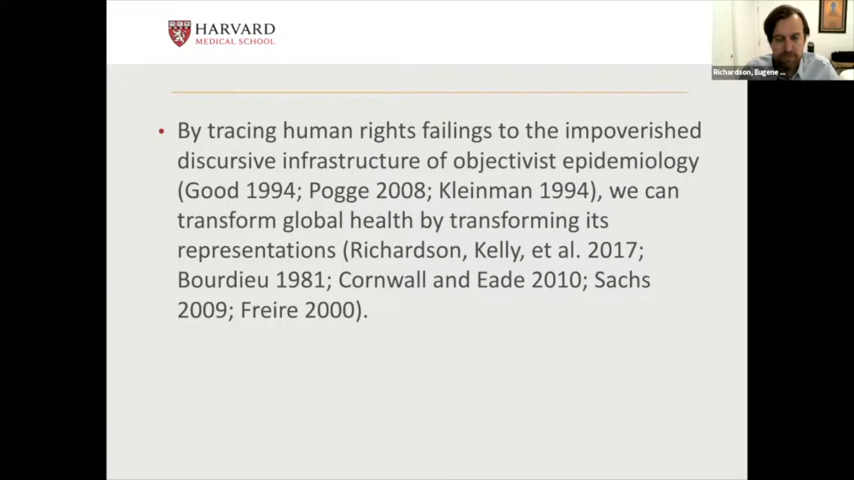 HARVARD
MEDICAL SCHOOL
Richardson, Eugene ...
• By tracing human rights failings to the impoverished
discursive infrastructure of objectivist epidemiology
(Good 1994; Pogge 2008; Kleinman 1994), we can
transform global health by transforming its
representations (Richardson, Kelly, et al. 2017;
Bourdieu 1981; Cornwall and Eade 2010; Sachs
2009; Freire 2000).